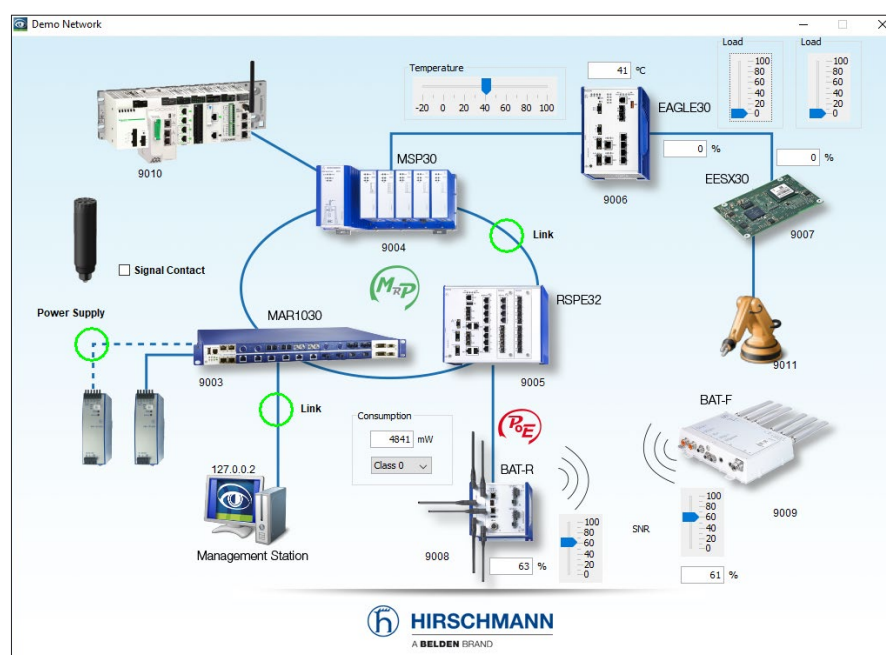 Demo Network
Load
Load
Temperature
-20 0 20 40 60 80 100
41 °C
100
80
60
40
20
0
100
80
60
40
20
0
EAGLE30
0 %
0 %
9010
MSP30
9006
EESX30
9004
Link
9007
Signal Contact
MRP
Power Supply
MAR1030
RSPE32
9003
9005
9011
Link
Consumption
4841 mW
Class 0
PoE
BAT-F
BAT-R
127.0.0.2
Management Station
9008
63 %
100
80
60
40
20
0
SNR
100
80
60
40
20
0
9009
61 %
HIRSCHMANN
A BELDEN BRAND